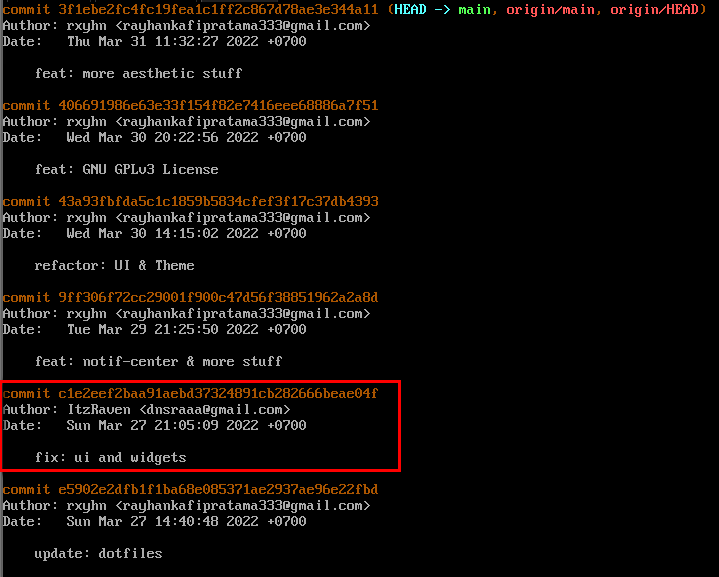 commit 3f1ebe2fc4fc19fea1c1ff2c867d78ae3e344a11 (HEAD -> main, origin/main, origin/HEAD)
Author: rxyhn <rayhankafipratama333@gmail.com>
Date:   Thu Mar 31 11:32:27 2022 +0700
    feat: more aesthetic stuff
commit 406691986e63e33f154f82e7416eee68886a7f51
Author: rxyhn <rayhankafipratama333@gmail.com>
Date:   Wed Mar 30 20:22:56 2022 +0700
    feat: GNU GPLv3 License
commit 43a93fbfda5c1c1859b5834cfef3f17c37db4393
Author: rxyhn <rayhankafipratama333@gmail.com>
Date:   Wed Mar 30 14:15:02 2022 +0700
    refactor: UI & Theme
commit 9ff306f72cc29001f900c47d56f38851962a2a8d
Author: rxyhn <rayhankafipratama333@gmail.com>
Date:   Tue Mar 29 21:25:50 2022 +0700
    feat: notif-center & more stuff
commit c1e2eef2baa91aebd37324891cb282666beae04f
Author: ItzRaven <dnsraaa@gmail.com>
Date:   Sun Mar 27 21:05:09 2022 +0700
    fix: ui and widgets
commit e5902e2dfb1f1ba68e085371ae2937ae96e22fbd
Author: rxyhn <rayhankafipratama333@gmail.com>
Date:   Sun Mar 27 14:40:48 2022 +0700
    update: dotfiles